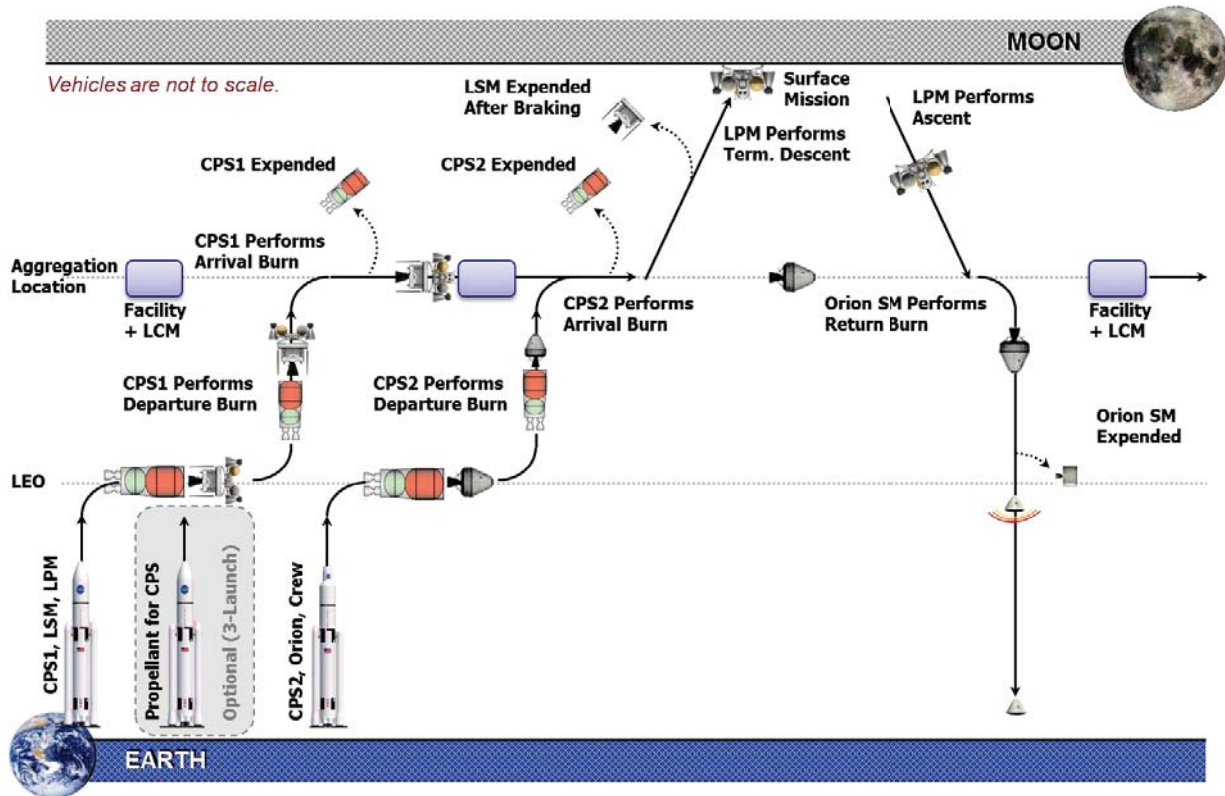 MOON
Vehicles are not to scale.
LSM Expended
After Braking
Surface
Mission
LPM Performs
Ascent
LPM Performs
Term. Descent
CPS1 Expended
CPS2 Expended
CPS1 Performs
Arrival Burn
Aggregation
Location
Facility
+ LCM
CPS2 Performs
Arrival Burn
Orion SM Performs
Return Burn
Facility
+ LCM
CPS1 Performs
Departure Burn
CPS2 Performs
Departure Burn
Orion SM
Expended
LEO
CPS1, LSM, LPM
Propellant for CPS
Optional (3-Launch)
CPS2, Orion, Crew
EARTH